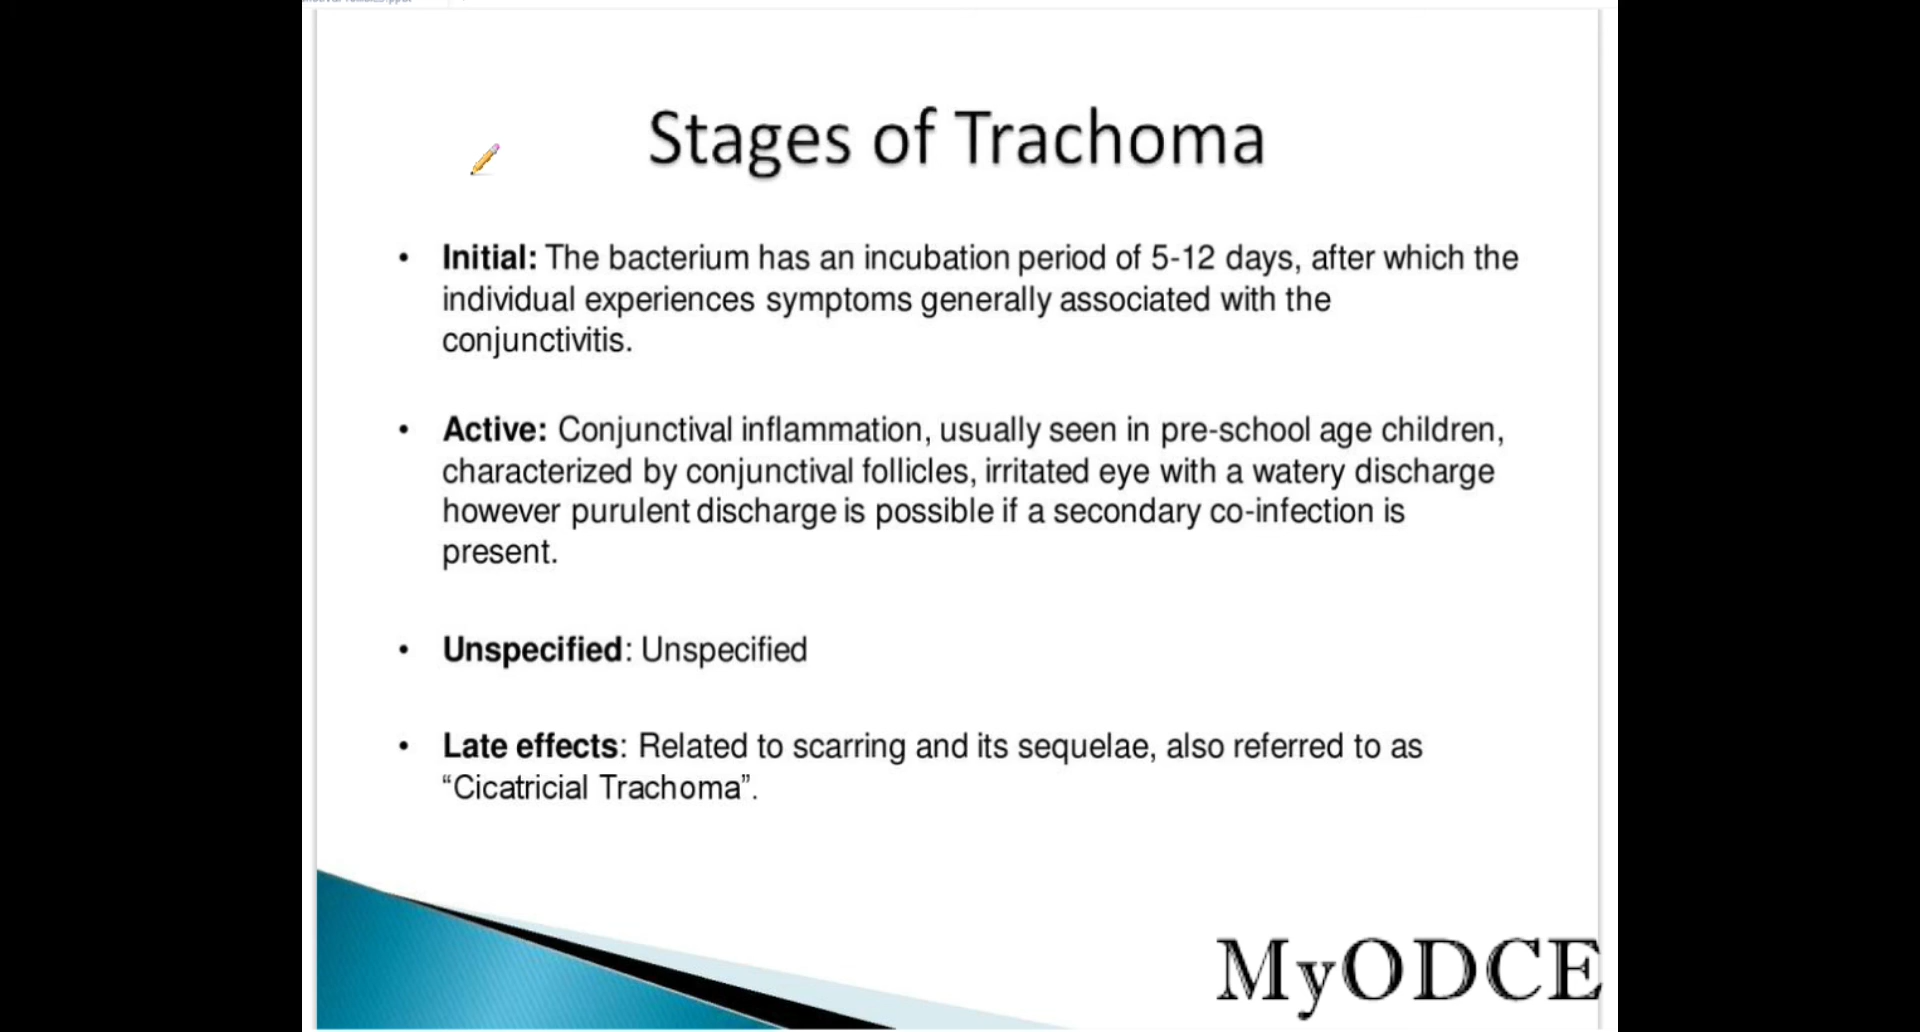 Stages of Trachoma
• Initial: The bacterium has an incubation period of 5-12 days, after which the
individual experiences symptoms generally associated with the
conjunctivitis.
• Active: Conjunctival inflammation, usually seen in pre-school age children,
characterized by conjunctival follicles, irritated eye with a watery discharge
however purulent discharge is possible if a secondary co-infection is
present.
• Unspecified: Unspecified
• Late effects: Related to scarring and its sequelae, also referred to as
“Cicatricial Trachoma”.
MyODCE